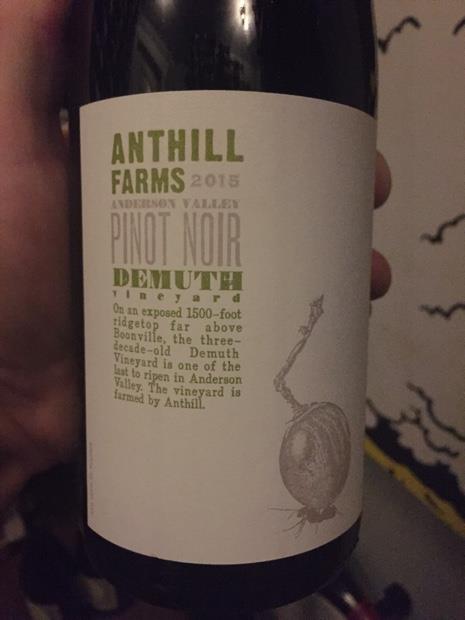 ANTHILL
FARMS 2015
ANDERSON VALLEY
PINOT NOIR
DEMUTH
vineyard
On an exposed 1500-foot
ridgetop far above
Boonville, the three-
decade-old Demuth
Vineyard is one of the
last to ripen in Anderson
Valley. The vineyard is
farmed by Anthill.